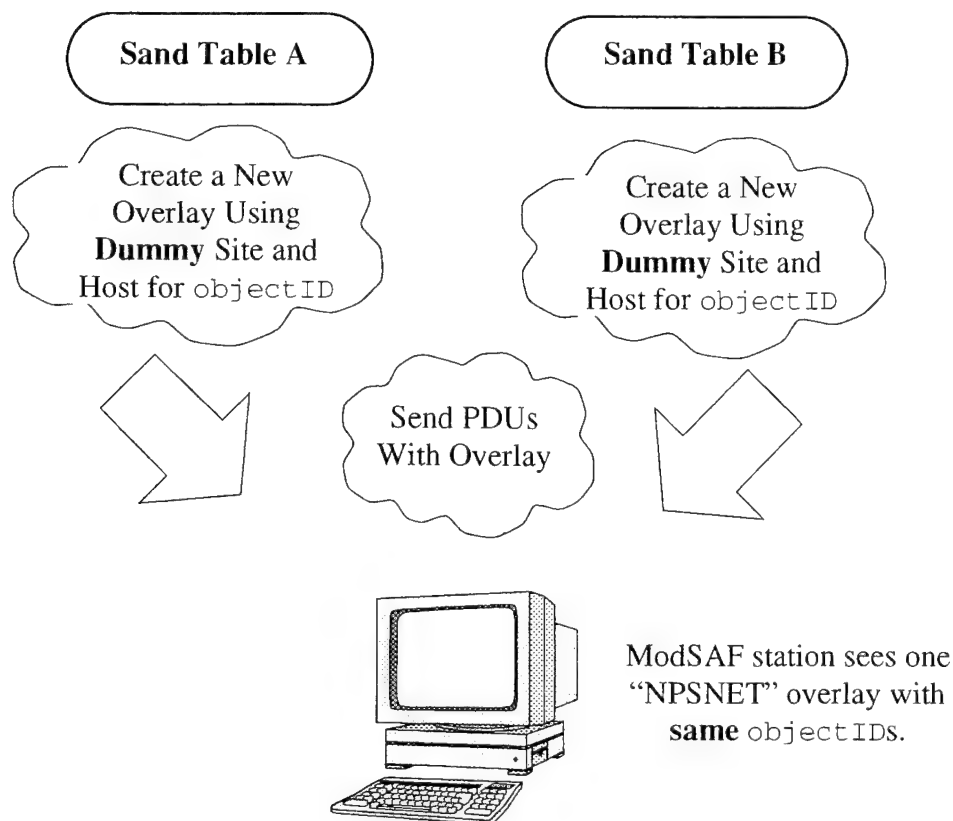 Sand Table A
Sand Table B
Create a New
Overlay Using
Dummy Site and
Host for objectID
Create a New
Overlay Using
Dummy Site and
Host for objectID
Send PDUs
With Overlay
ModSAF station sees one
“NPSNET” overlay with
same objectIDs.